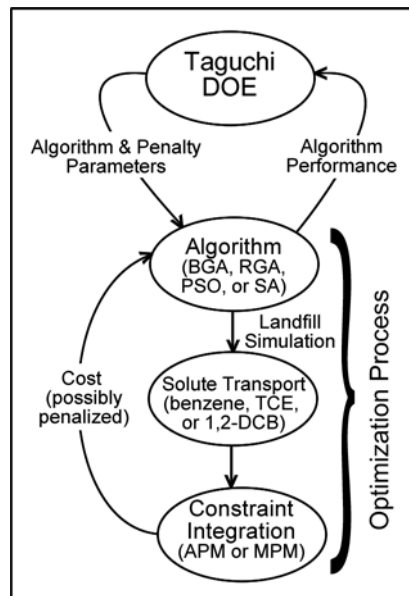 Taguchi
DOE
Algorithm & Penalty
Parameters
Algorithm
Performance
Algorithm
(BGA, RGA,
PSO, or SA)
Landfill
Simulation
Cost
(possibly
penalized)
Solute Transport
(benzene, TCE,
or 1,2-DCB)
Constraint
Integration
(APM or MPM)
Optimization Process